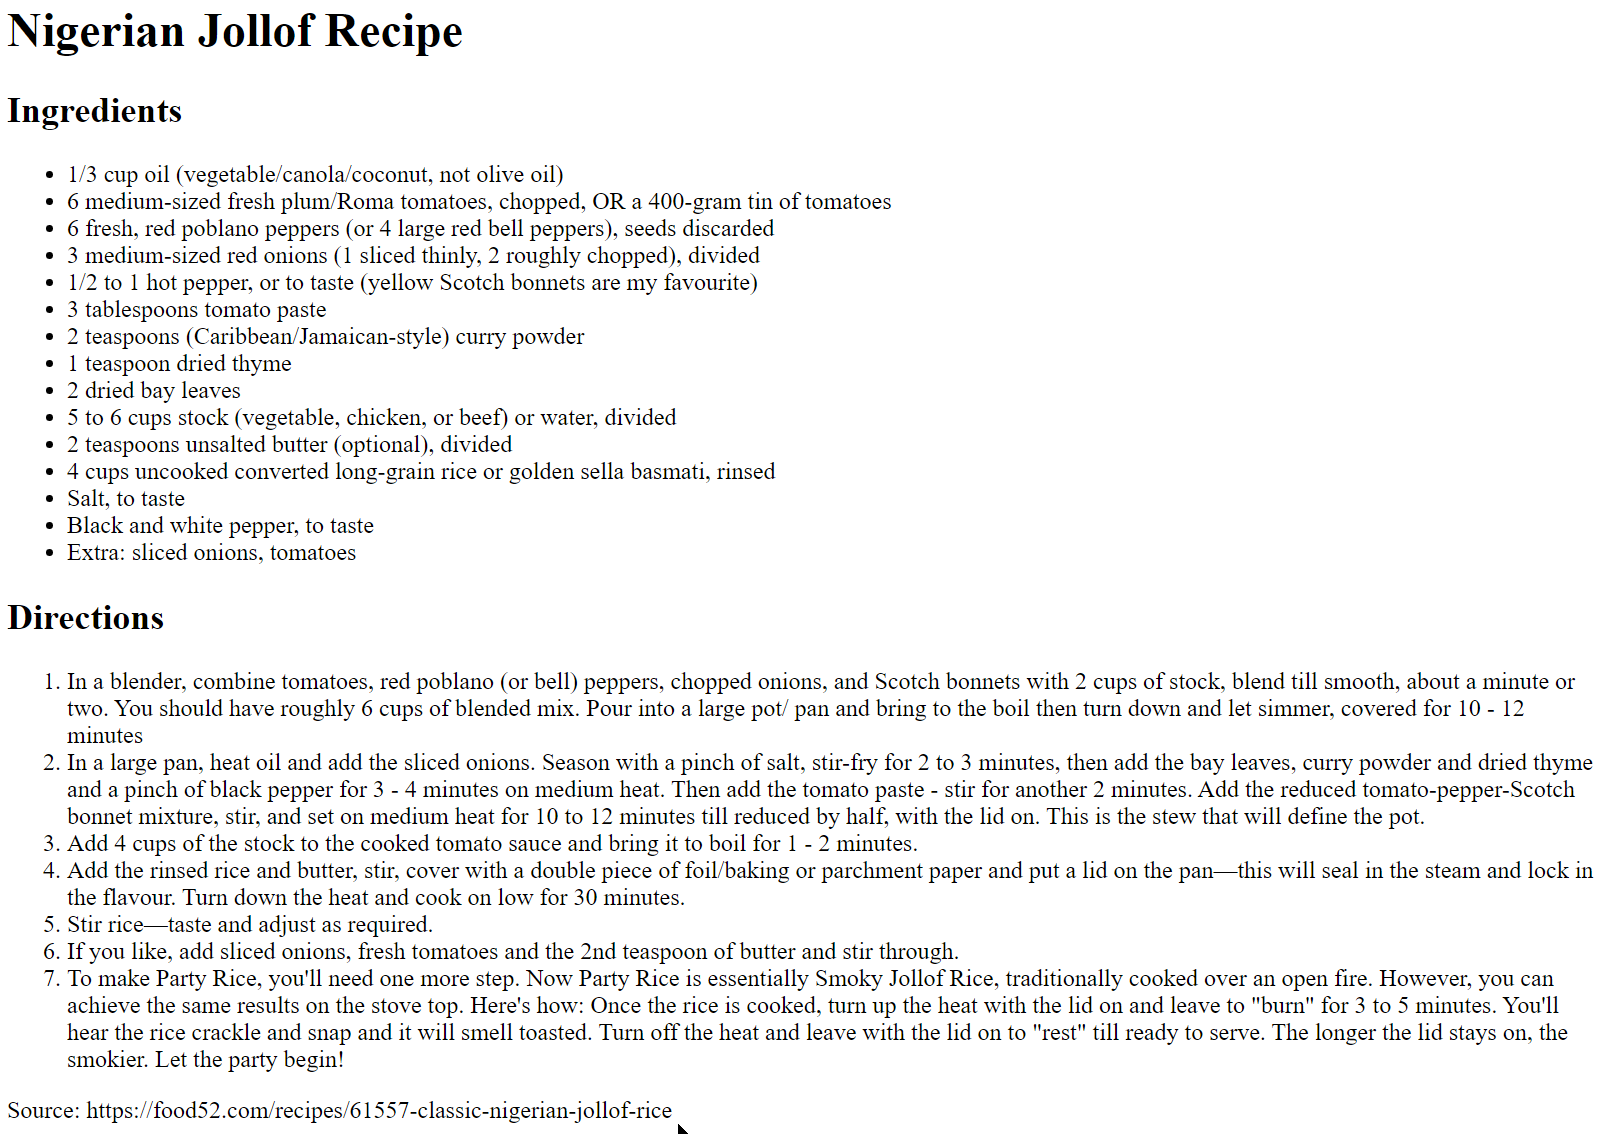 Nigerian Jollof Recipe
Ingredients
• 1/3 cup oil (vegetable/canola/coconut, not olive oil)
• 6 medium-sized fresh plum/Roma tomatoes, chopped, OR a 400-gram tin of tomatoes
• 6 fresh, red poblano peppers (or 4 large red bell peppers), seeds discarded
• 3 medium-sized red onions (1 sliced thinly, 2 roughly chopped), divided
• 1/2 to 1 hot pepper, or to taste (yellow Scotch bonnets are my favourite)
• 3 tablespoons tomato paste
• 2 teaspoons (Caribbean/Jamaican-style) curry powder
• 1 teaspoon dried thyme
• 2 dried bay leaves
• 5 to 6 cups stock (vegetable, chicken, or beef) or water, divided
• 2 teaspoons unsalted butter (optional), divided
• 4 cups uncooked converted long-grain rice or golden sella basmati, rinsed
• Salt, to taste
• Black and white pepper, to taste
• Extra: sliced onions, tomatoes
Directions
1. In a blender, combine tomatoes, red poblano (or bell) peppers, chopped onions, and Scotch bonnets with 2 cups of stock, blend till smooth, about a minute or
two. You should have roughly 6 cups of blended mix. Pour into a large pot/ pan and bring to the boil then turn down and let simmer, covered for 10 - 12
minutes
2. In a large pan, heat oil and add the sliced onions. Season with a pinch of salt, stir-fry for 2 to 3 minutes, then add the bay leaves, curry powder and dried thyme
and a pinch of black pepper for 3 - 4 minutes on medium heat. Then add the tomato paste - stir for another 2 minutes. Add the reduced tomato-pepper-Scotch
bonnet mixture, stir, and set on medium heat for 10 to 12 minutes till reduced by half, with the lid on. This is the stew that will define the pot.
3. Add 4 cups of the stock to the cooked tomato sauce and bring it to boil for 1 - 2 minutes.
4. Add the rinsed rice and butter, stir, cover with a double piece of foil/baking or parchment paper and put a lid on the pan—this will seal in the steam and lock in
the flavour. Turn down the heat and cook on low for 30 minutes.
5. Stir rice—taste and adjust as required.
6. If you like, add sliced onions, fresh tomatoes and the 2nd teaspoon of butter and stir through.
7. To make Party Rice, you'll need one more step. Now Party Rice is essentially Smoky Jollof Rice, traditionally cooked over an open fire. However, you can
achieve the same results on the stove top. Here's how: Once the rice is cooked, turn up the heat with the lid on and leave to "burn" for 3 to 5 minutes. You'll
hear the rice crackle and snap and it will smell toasted. Turn off the heat and leave with the lid on to "rest" till ready to serve. The longer the lid stays on, the
smokier. Let the party begin!
Source: https://food52.com/recipes/61557-classic-nigerian-jollof-rice